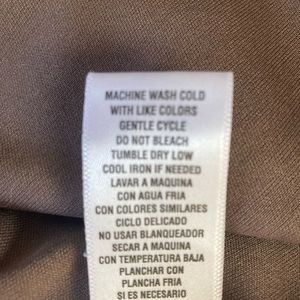 MACHINE WASH COLD
WITH LIKE COLORS
GENTLE CYCLE
DO NOT BLEACH
TUMBLE DRY LOW
COOL IRON IF NEEDED
LAVAR A MAQUINA
CON AGUA FRIA
CON COLORES SIMILARES
CICLO DELICADO
NO USAR BLANQUEADOR
SECAR A MAQUINA
CON TEMPERATURA BAJA
PLANCHAR CON
PLANCHA FRIA
SI ES NECESARIO